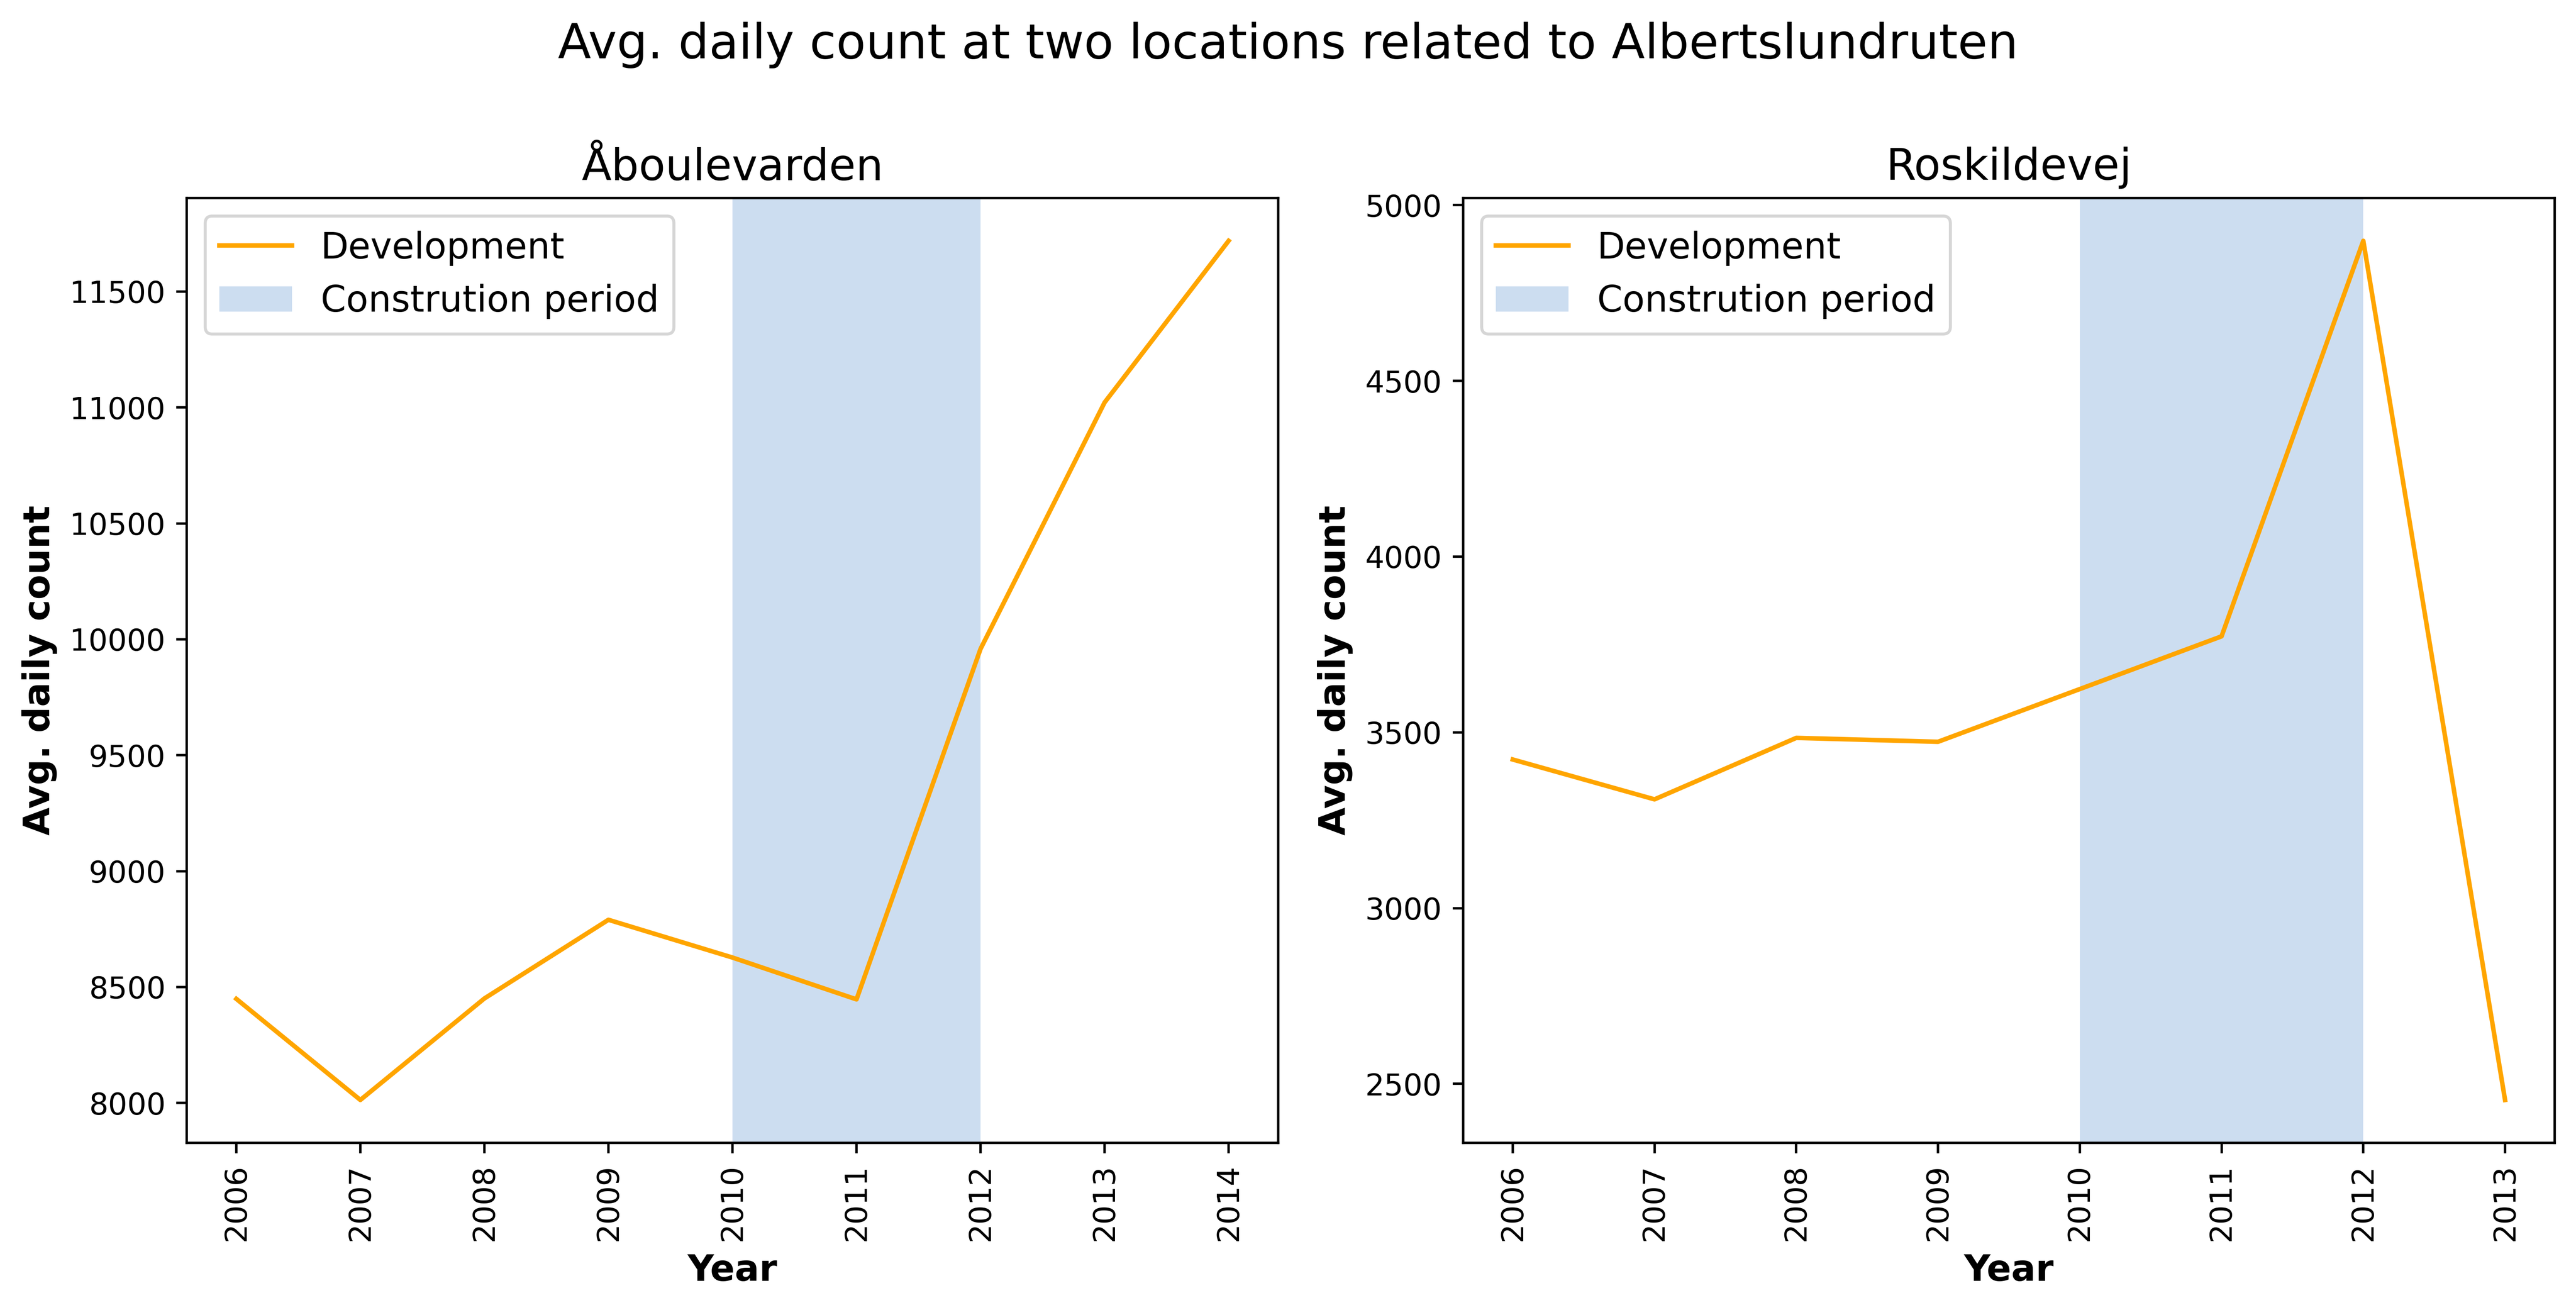 Avg. daily count at two locations related to Albertslundruten
Åboulevarden
Development
Constrution period
11500
11000
10500
10000
9500
9000
8500
8000
Avg. daily count
2006
2007
2008
2009
2010
2011
2012
2013
2014
Year
Roskildevej
Development
Constrution period
5000
4500
4000
3500
3000
2500
Avg. daily count
2006
2007
2008
2009
2010
2011
2012
2013
Year